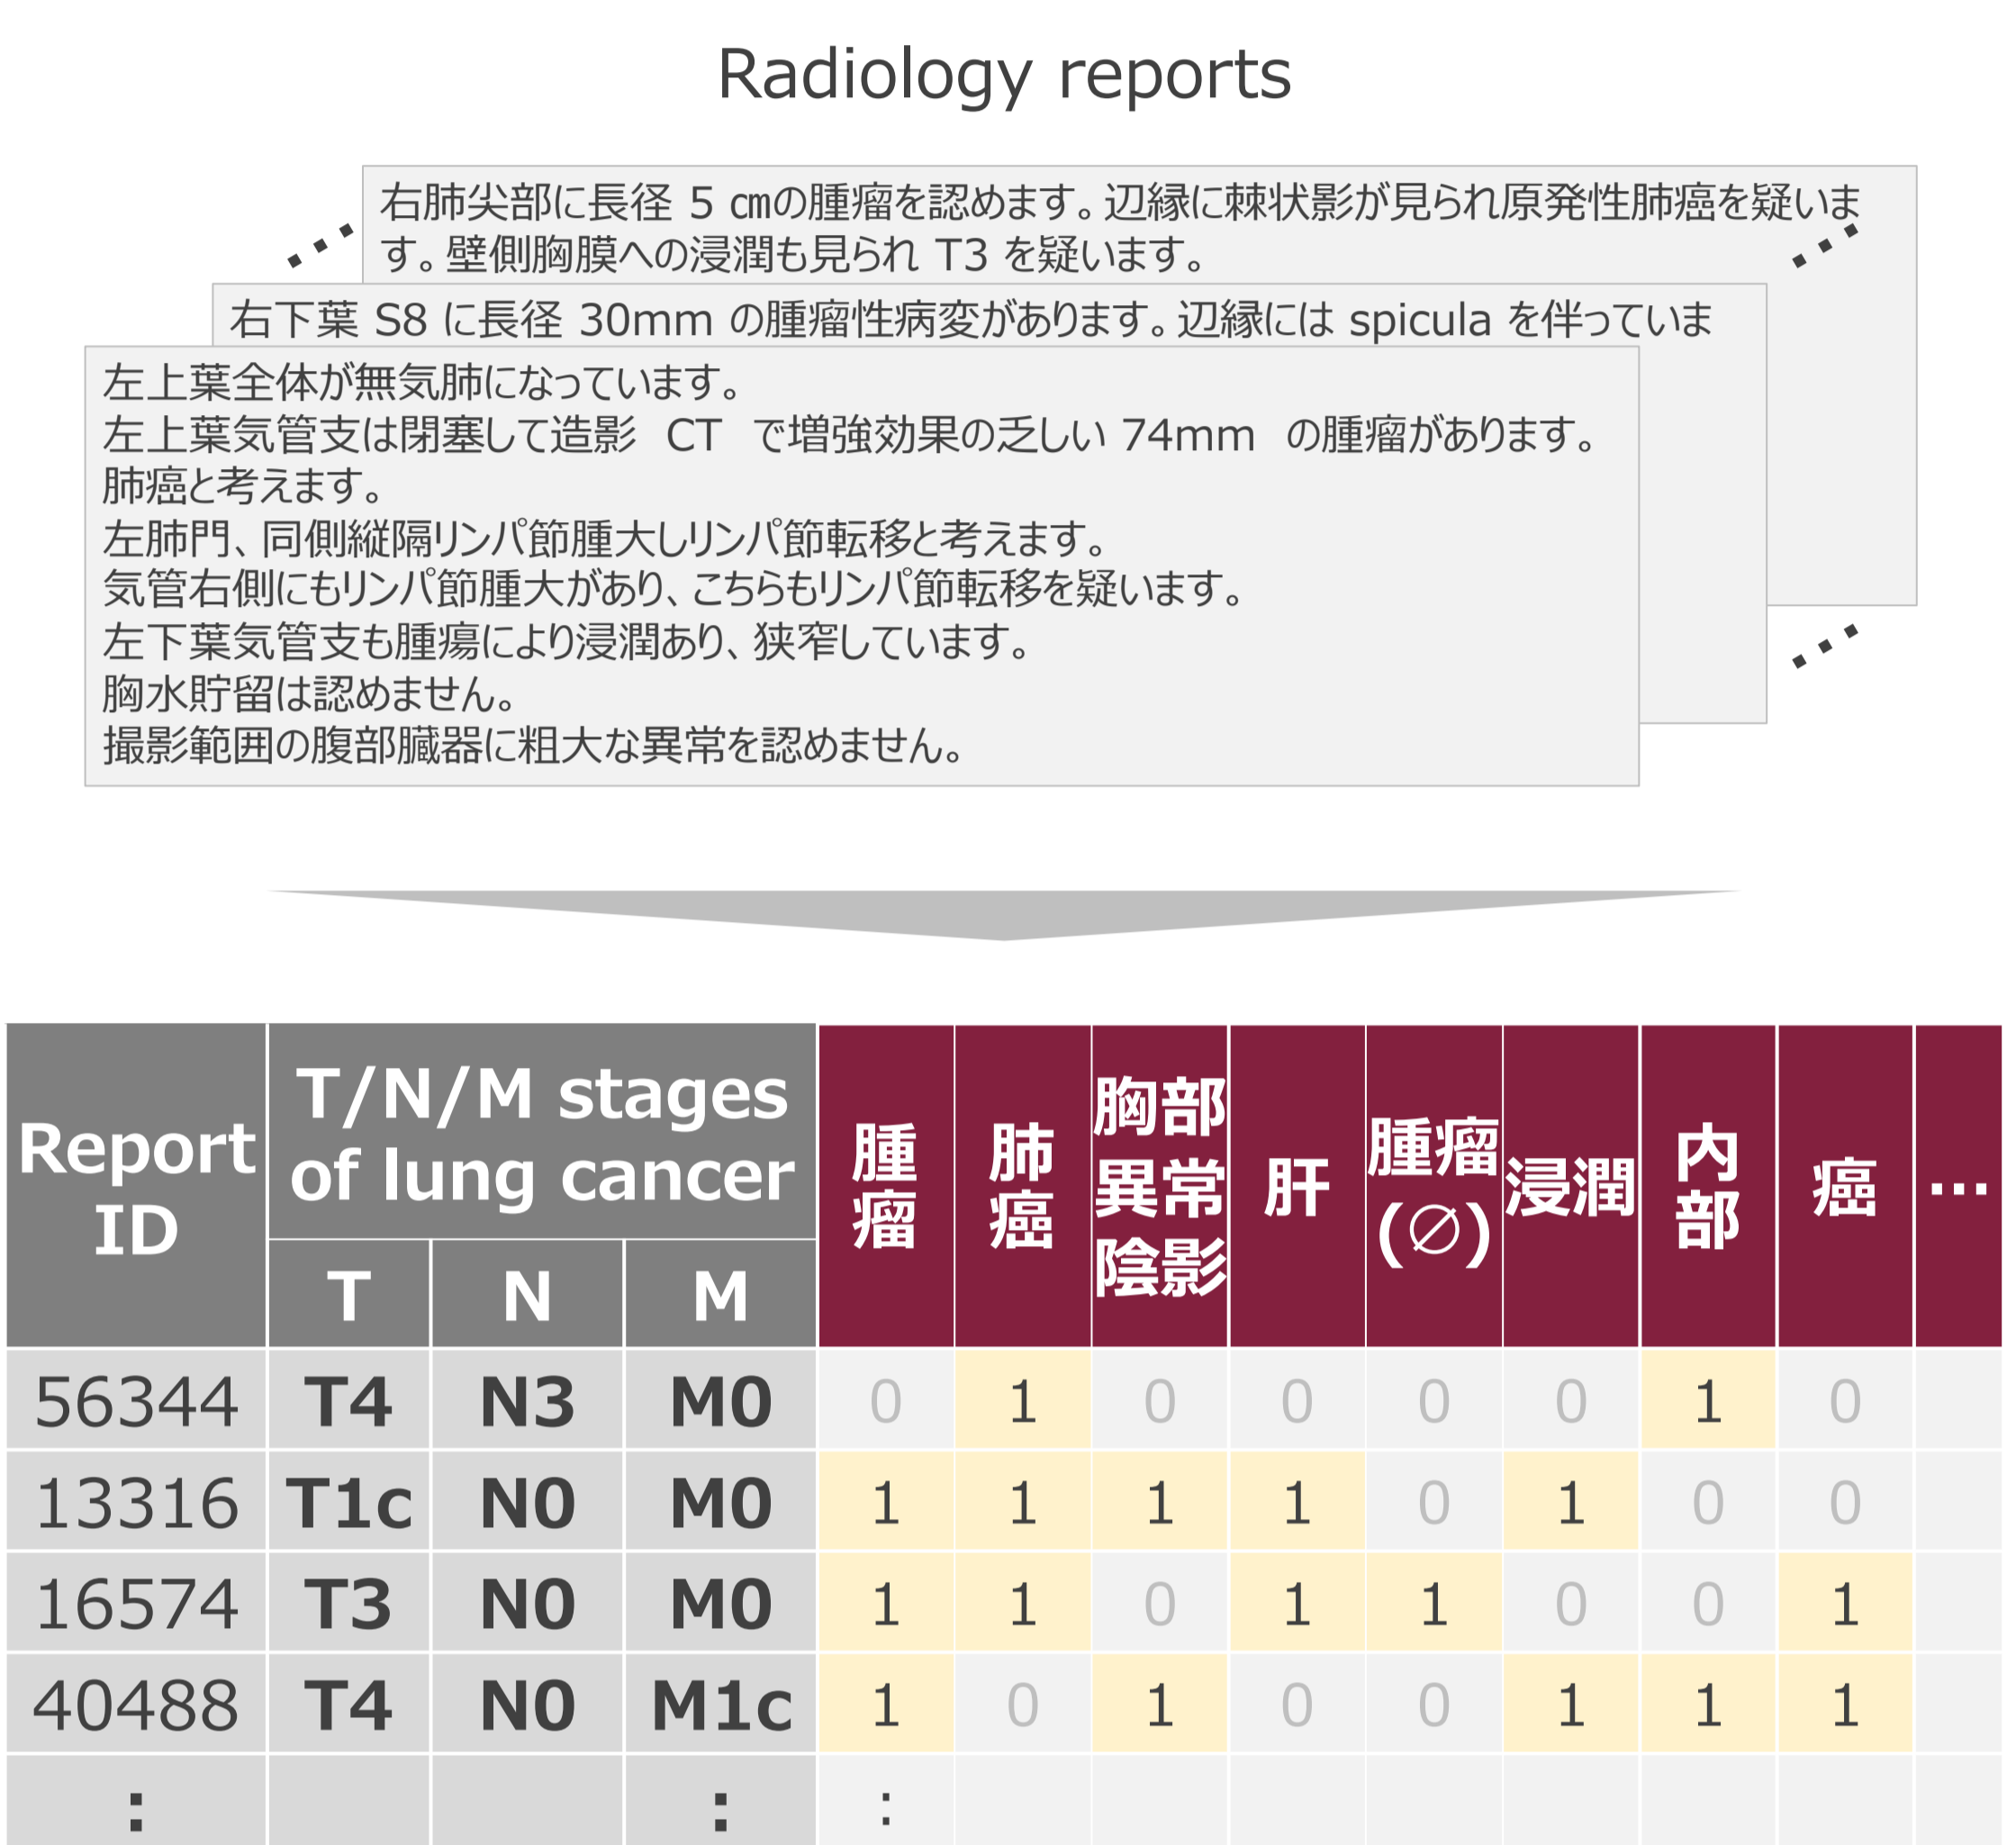 Radiology reports
右肺尖部に長径 5 cmの腫瘤を認めます。辺縁に棘状影が見られ原発性肺癌を疑いま
す。壁側胸膜への浸潤も見られ T3 を疑います。
右下葉 S8 に長径 30mm の腫瘤性病変があります。辺縁には spicula を伴っていま
左上葉全体が無気肺になっています。
左上葉気管支は閉塞して造影 CT で増強効果の乏しい 74mm の腫瘤があります。
肺癌と考えます。
左肺門、同側縦隔リンパ節腫大しリンパ節転移と考えます。
気管右側にもリンパ節腫大があり、こちらもリンパ節転移を疑います。
左下葉気管支も腫瘍により浸潤あり、狭窄しています。
胸水貯留は認めません。
撮影範囲の腹部臓器に粗大な異常を認めません。
Report
ID
T/N/M stages
of lung cancer
T N M
腫
瘤
肺
癌
胸部
異常
陰影
肝
腫瘤
(∅)
浸潤
内
部
癌
…
56344 T4 N3 M0 0 1 0 0 0 0 1 0
13316 T1c N0 M0 1 1 1 1 0 1 0 0
16574 T3 N0 M0 1 1 0 1 1 0 0 1
40488 T4 N0 M1c 1 0 1 0 0 1 1 1
: : :